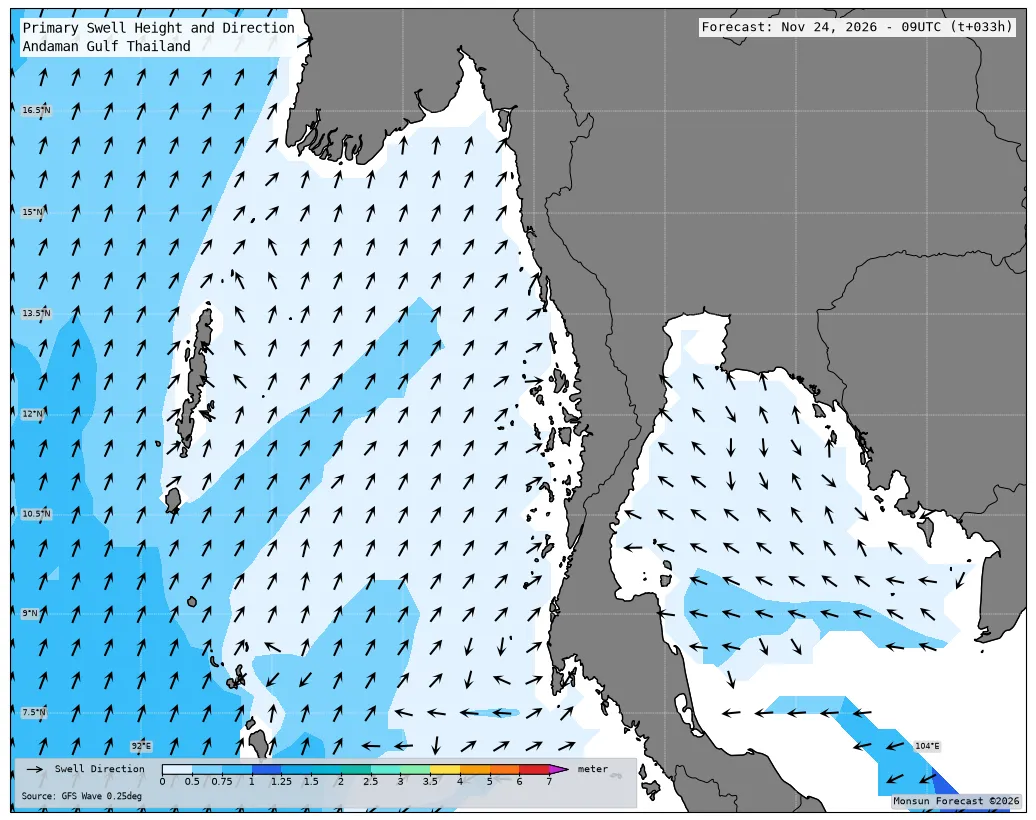 Primary Swell Height and Direction
Andaman Gulf Thailand
Forecast: Nov 24, 2026 - 09UTC (t+033h)
16.5°N
15°N
13.5°N
12°N
10.5°N
9°N
7.5°N
92°E
104°E
Swell Direction
0 0.5 0.75 1 1.25 1.5 2 2.5 3 3.5 4 5 6 7
meter
Source: GFS Wave 0.25deg
Monsun Forecast ©2026